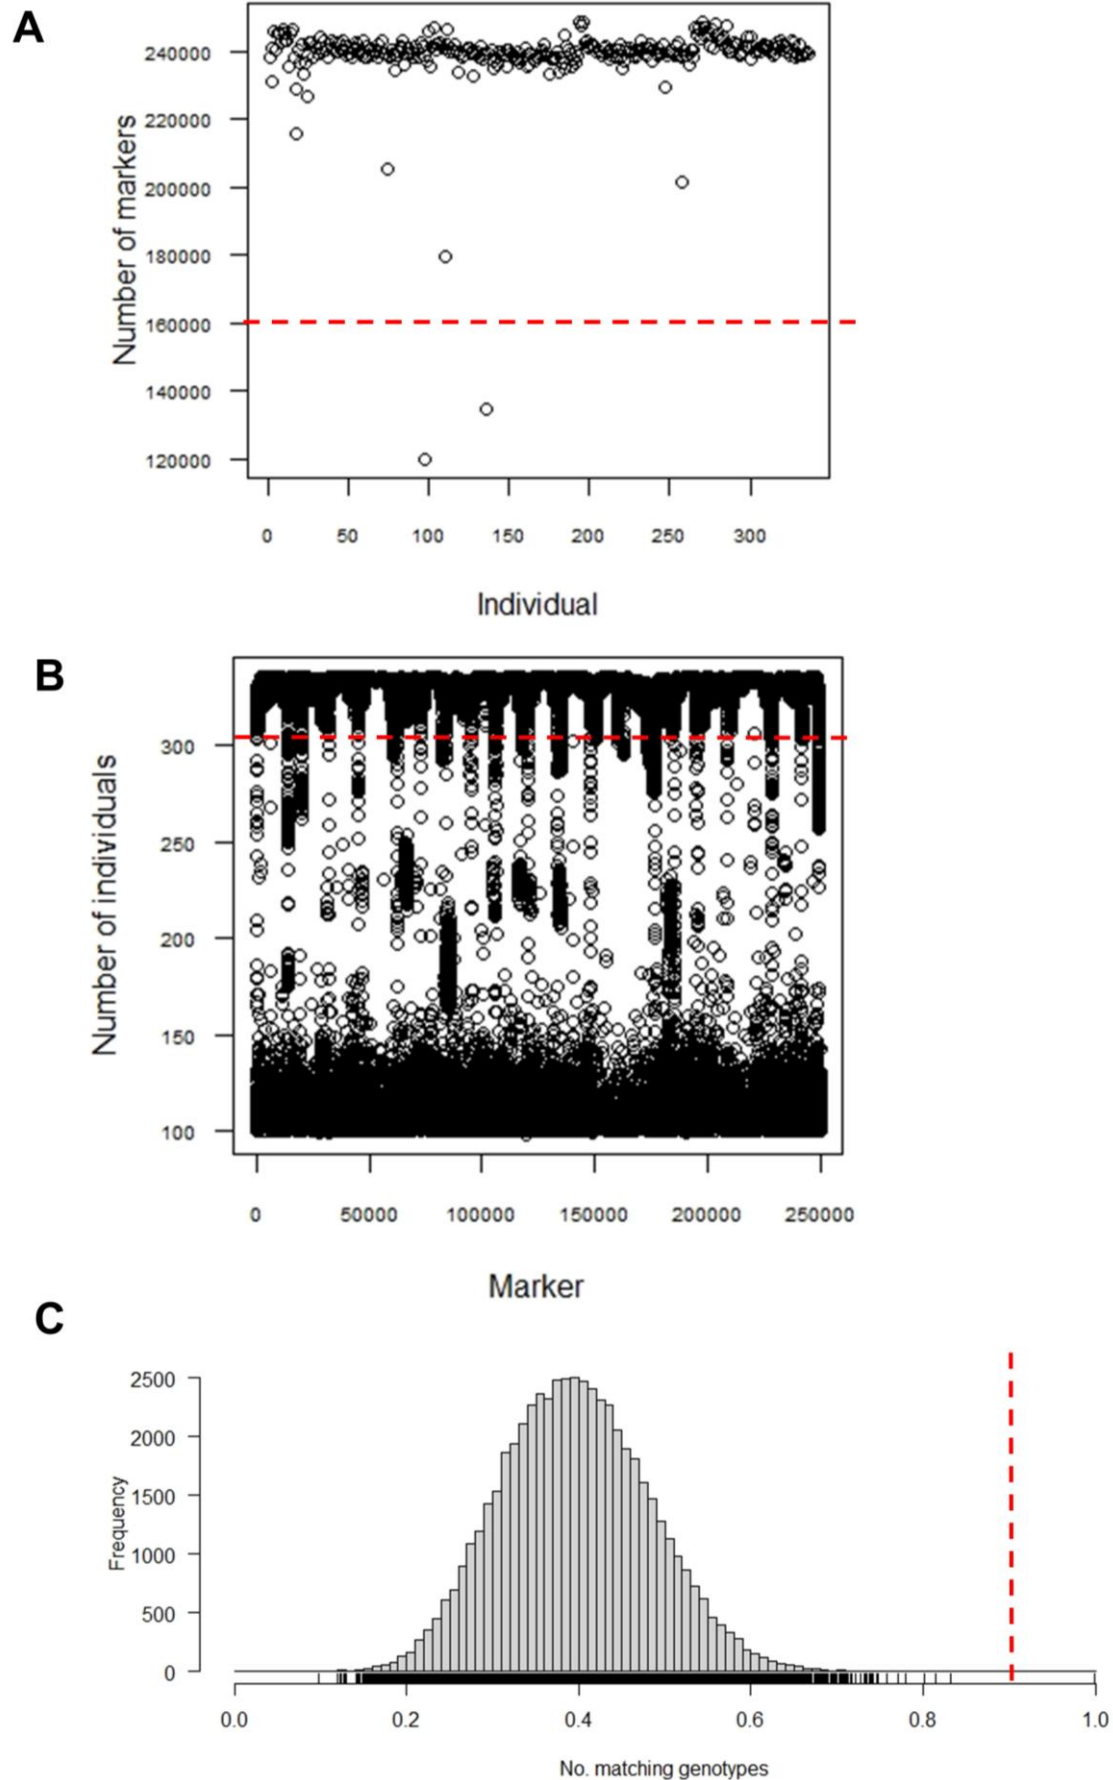 A
Number of markers
240000
220000
200000
180000
160000
140000
120000
0 50 100 150 200 250 300
Individual
B
Number of individuals
300
250
200
150
100
0 50000 100000 150000 200000 250000
Marker
C
Frequency
2500
2000
1500
1000
500
0
0.0 0.2 0.4 0.6 0.8 1.0
No. matching genotypes